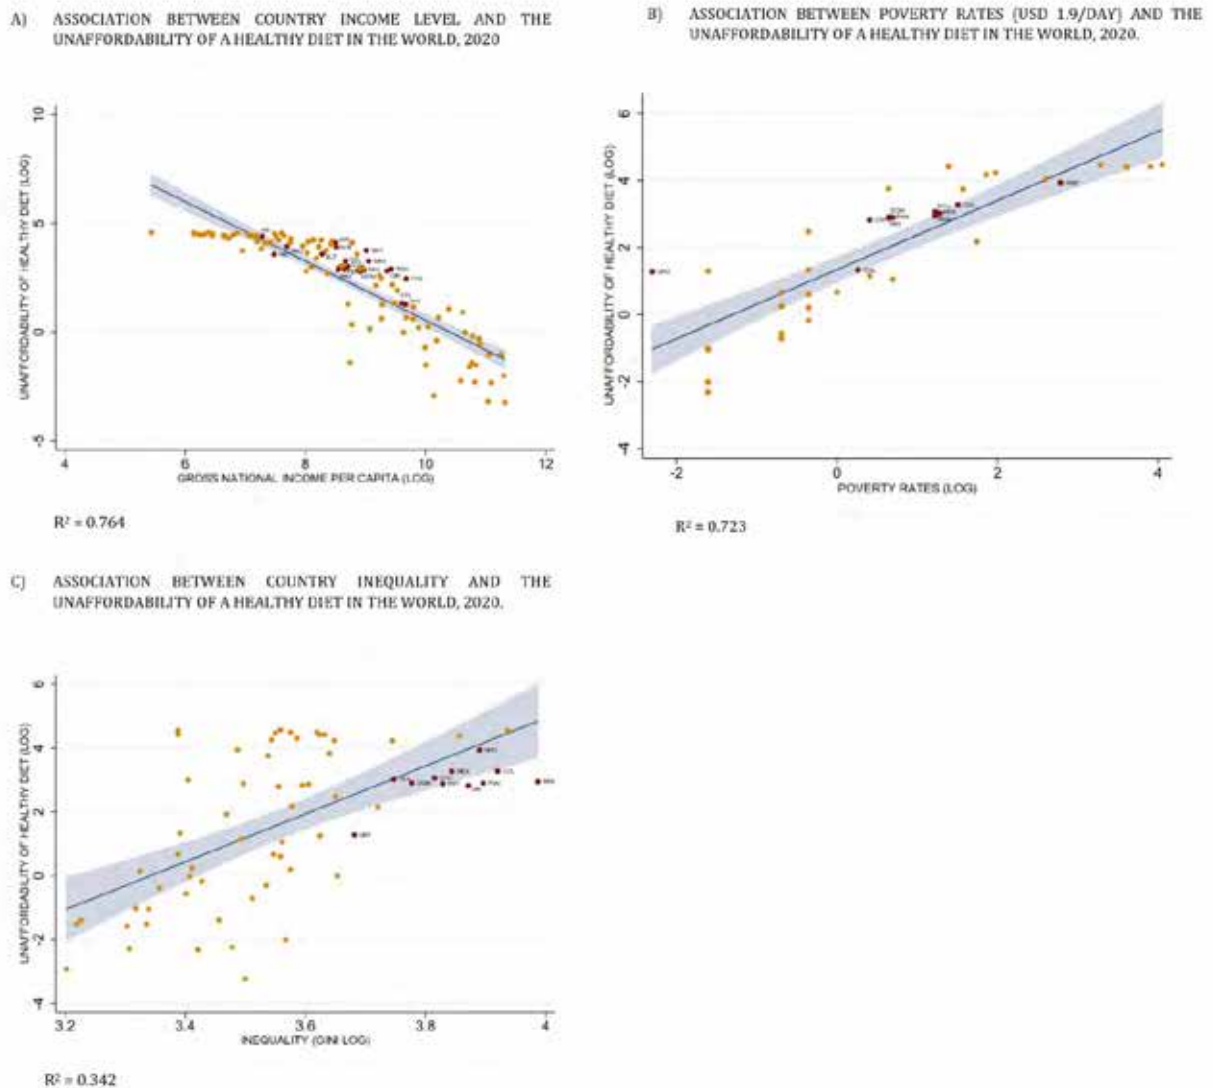 A) ASSOCIATION BETWEEN COUNTRY INCOME LEVEL AND THE
UNAFFORDABILITY OF A HEALTHY DIET IN THE WORLD, 2020
UNAFFORDABILITY OF HEALTHY DIET (LOG)
10
5
0
-5
4 6 8 10 12
GROSS NATIONAL INCOME PER CAPITA (LOG)
R² = 0.764
B) ASSOCIATION BETWEEN POVERTY RATES (USD 1.9/DAY) AND THE
UNAFFORDABILITY OF A HEALTHY DIET IN THE WORLD, 2020.
UNAFFORDABILITY OF HEALTHY DIET (LOG)
6
4
2
0
-2
-4
-2 0 2 4
POVERTY RATES (LOG)
R² = 0.723
C) ASSOCIATION BETWEEN COUNTRY INEQUALITY AND THE
UNAFFORDABILITY OF A HEALTHY DIET IN THE WORLD, 2020.
UNAFFORDABILITY OF HEALTHY DIET (LOG)
6
4
2
0
-2
-4
3.2 3.4 3.6 3.8 4
INEQUALITY (GINI LOG)
R² = 0.342